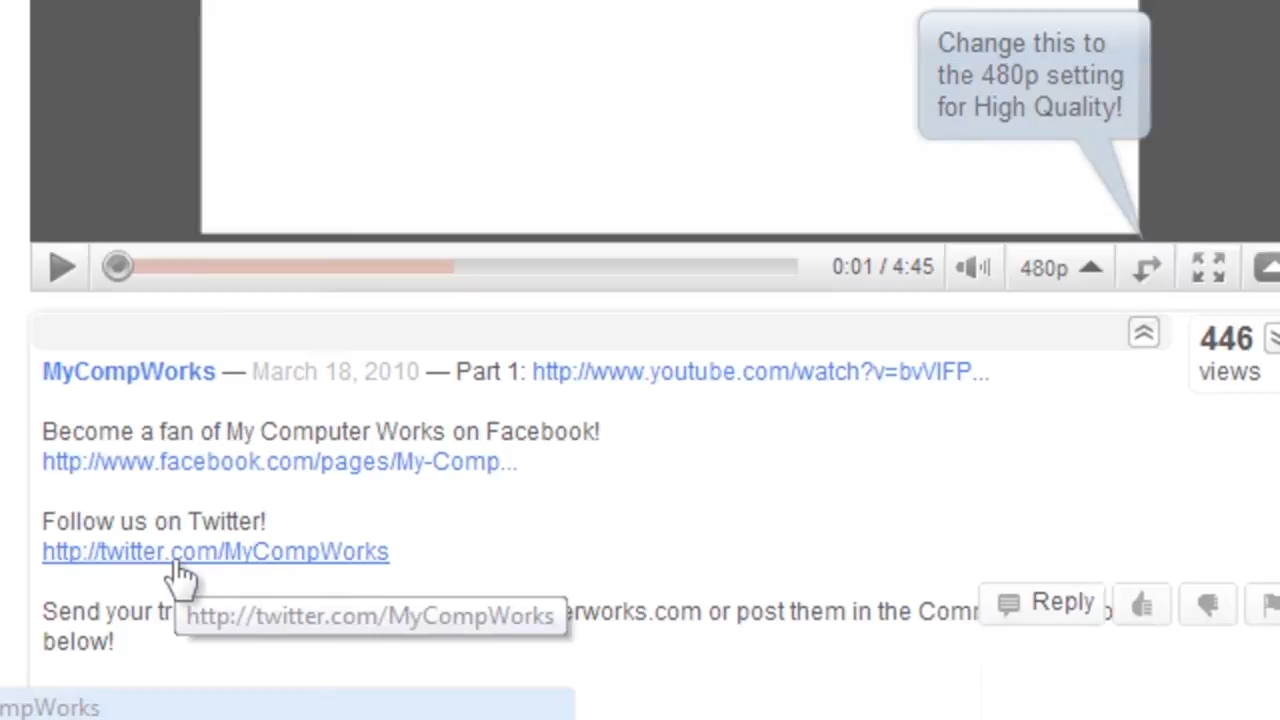 Change this to
the 480p setting
for High Quality!
0:01 / 4:45
480p
446
views
MyCompWorks — March 18, 2010 — Part 1: http://www.youtube.com/watch?v=bvVIFP...
Become a fan of My Computer Works on Facebook!
http://www.facebook.com/pages/My-Comp...
Follow us on Twitter!
http://twitter.com/MyCompWorks
Send your tr http://twitter.com/MyCompWorks erworks.com or post them in the Comm
Reply
below!
mpWorks